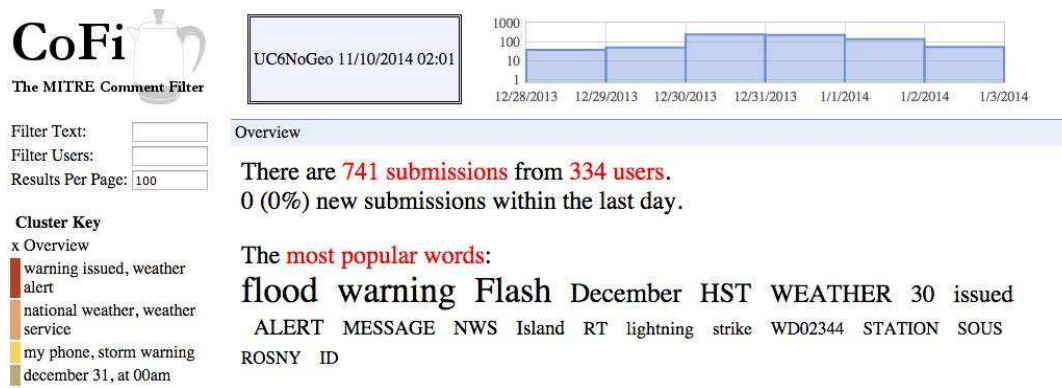 CoFi
The MITRE Comment Filter
UC6NoGeo 11/10/2014 02:01
1000
100
10
1
12/28/2013 12/29/2013 12/30/2013 12/31/2013 1/1/2014 1/2/2014 1/3/2014
Filter Text:
Filter Users:
Results Per Page: 100
Cluster Key
x Overview
warning issued, weather
alert
national weather, weather
service
my phone, storm warning
december 31, at 00am
Overview
There are 741 submissions from 334 users.
0 (0%) new submissions within the last day.
The most popular words:
flood warning Flash December HST WEATHER 30 issued
ALERT MESSAGE NWS Island RT lightning strike WD02344 STATION SOUS
ROSNY ID